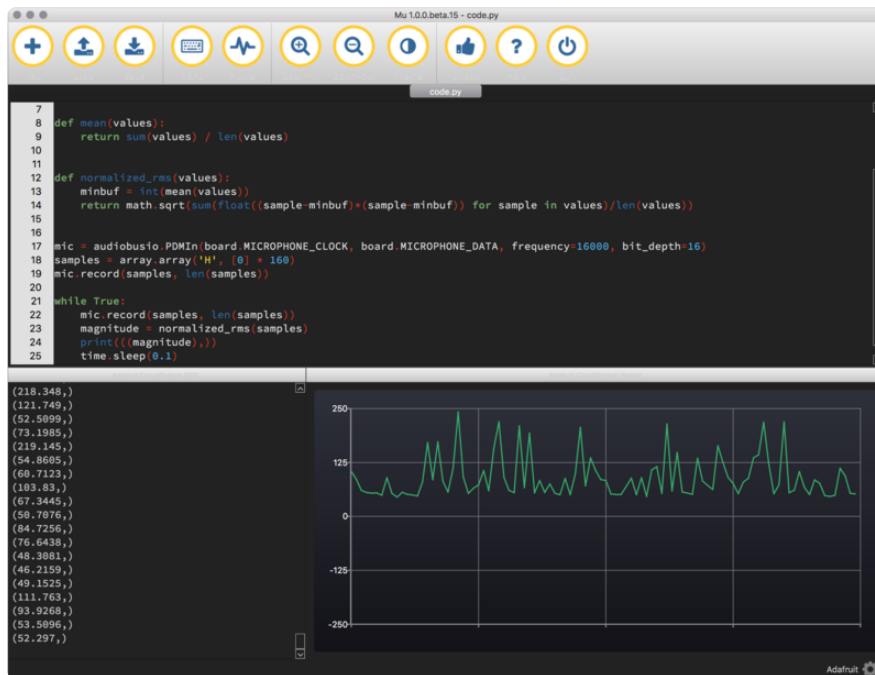 Mu 1.0.0.beta.15 - code.py
code.py
7
8 def mean(values):
9     return sum(values) / len(values)
10
11
12 def normalized_rms(values):
13     minbuf = int(mean(values))
14     return math.sqrt(sum(float((sample-minbuf)*(sample-minbuf)) for sample in values)/len(values))
15
16
17 mic = audiobusio.PDMIn(board.MICROPHONE_CLOCK, board.MICROPHONE_DATA, frequency=16000, bit_depth=16)
18 samples = array.array('H', [0] * 160)
19 mic.record(samples, len(samples))
20
21 while True:
22     mic.record(samples, len(samples))
23     magnitude = normalized_rms(samples)
24     print(((magnitude),))
25     time.sleep(0.1)
(218.348,)
(121.749,)
(52.5099,)
(73.1985,)
(219.145,)
(54.8605,)
(60.7123,)
(103.83,)
(67.3445,)
(50.7076,)
(84.7256,)
(76.6438,)
(48.3081,)
(46.2159,)
(49.1525,)
(111.763,)
(93.9268,)
(53.5096,)
(52.297,)
250
125
0
-125
-250
Adafruit